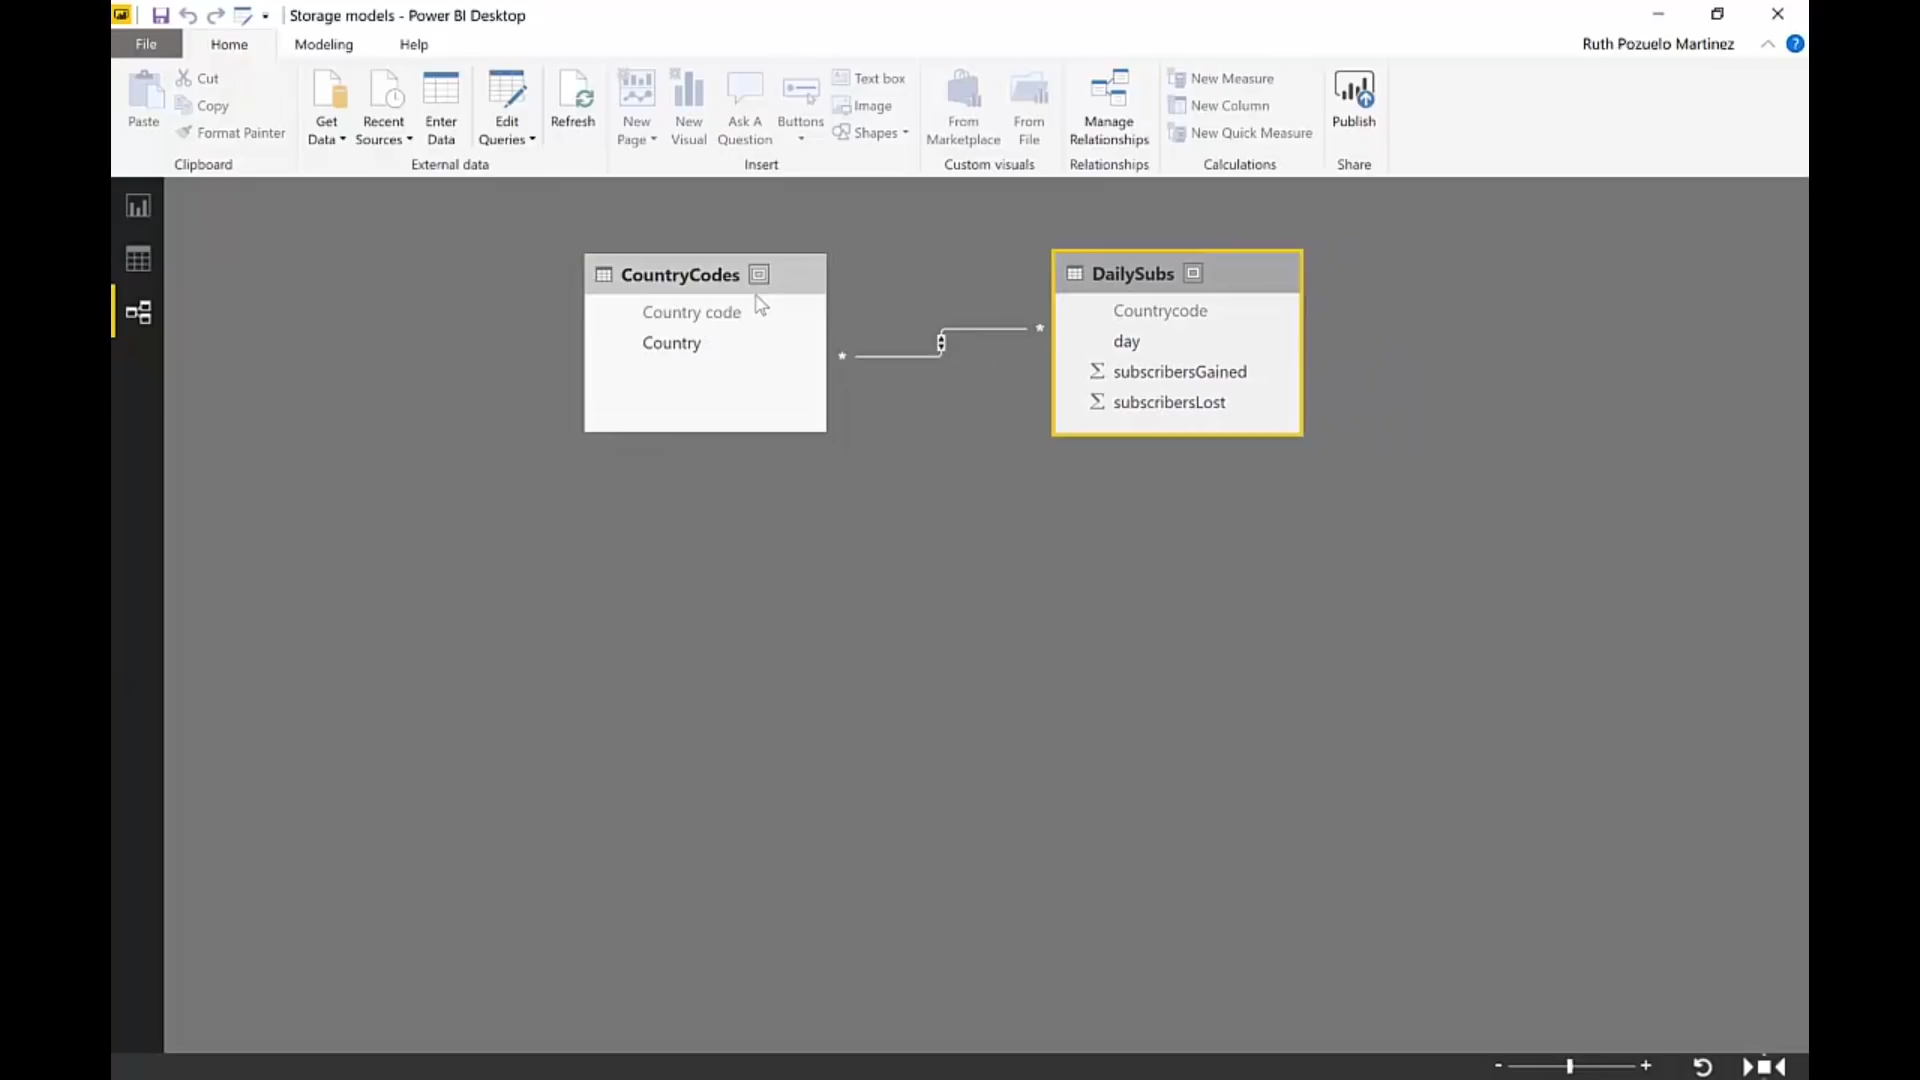 Storage models - Power BI Desktop
File Home Modeling Help Ruth Pozuelo Martinez ?
Paste
Cut
Copy
Format Painter
Clipboard
Get Data
Recent Sources
Enter Data
Edit Queries
Refresh
External data
New Page
New Visual
Ask A Question
Buttons
Text box
Image
Shapes
Insert
From Marketplace
From File
Custom visuals
Manage Relationships
Relationships
New Measure
New Column
New Quick Measure
Calculations
Publish
Share
CountryCodes
Country code
Country
*
*
DailySubs
Countrycode
day
Σ subscribersGained
Σ subscribersLost
- +